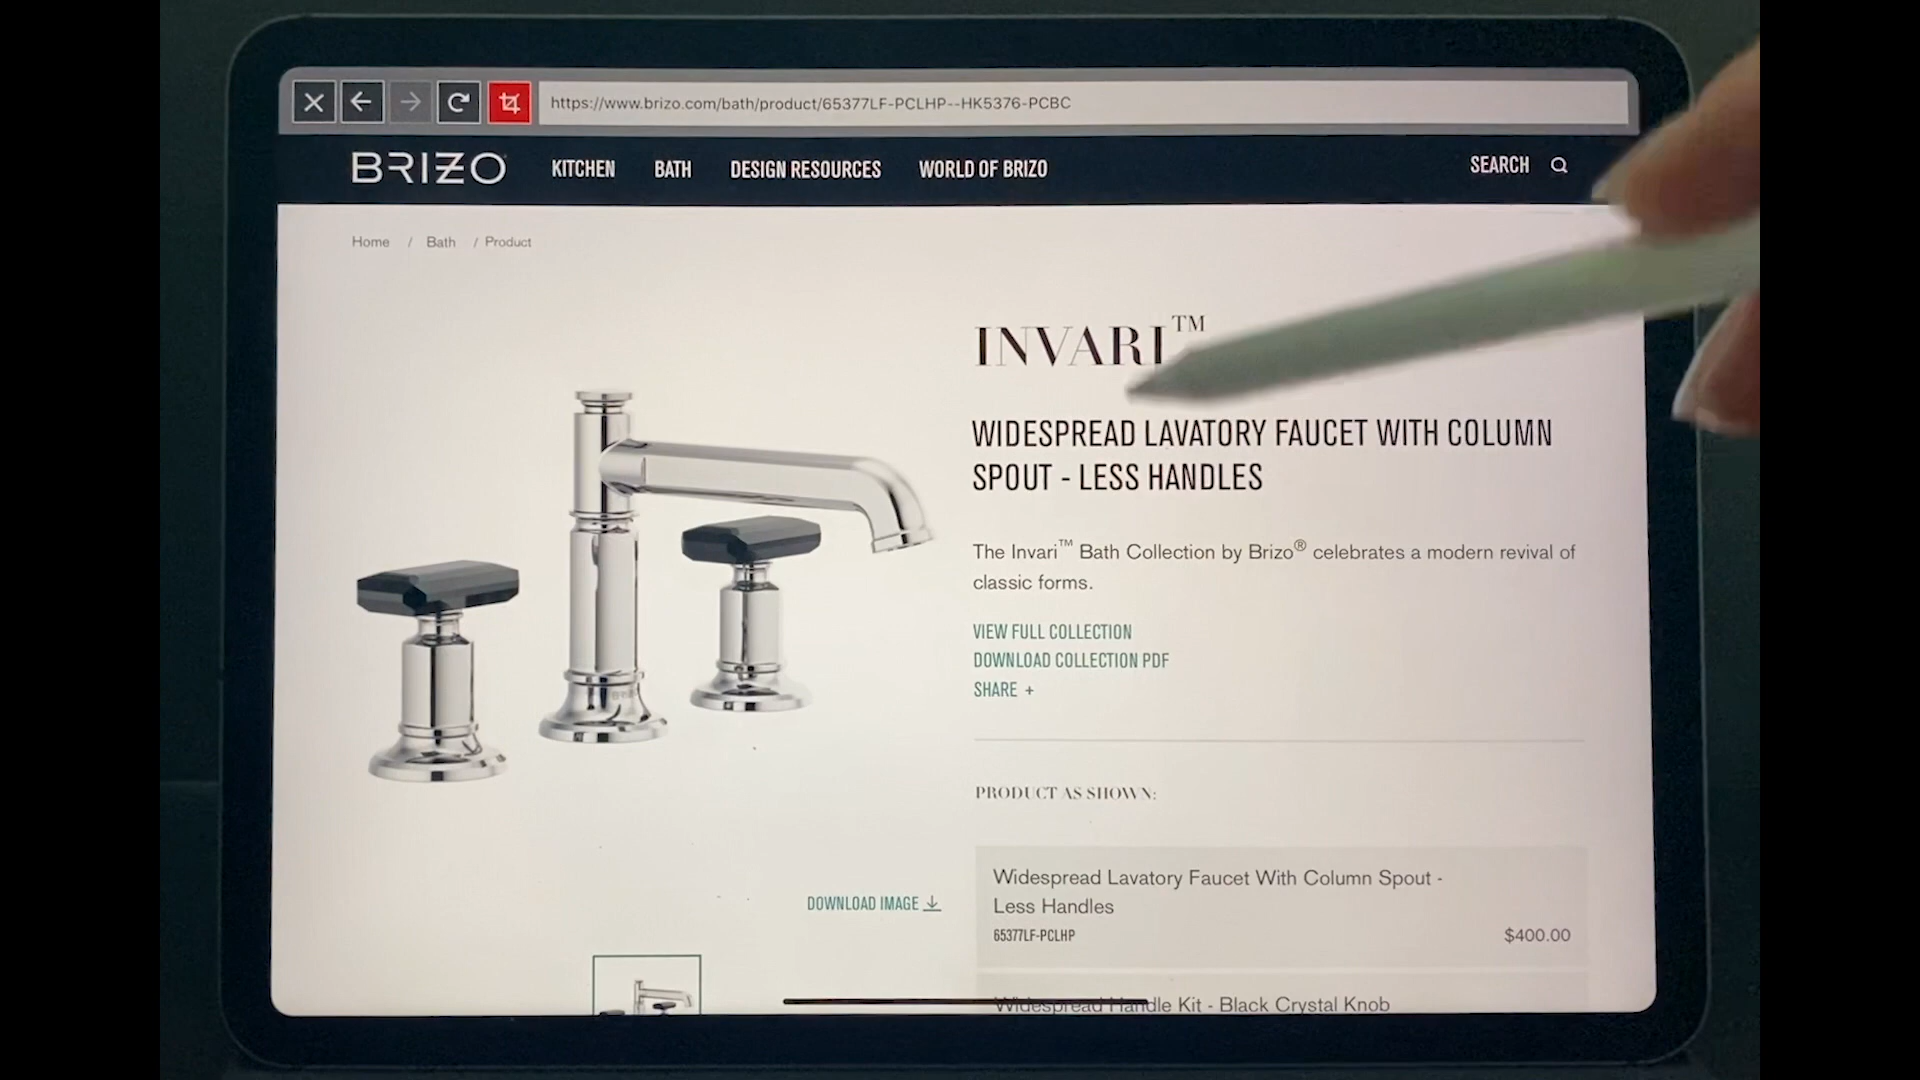 https://www.brizo.com/bath/product/65377LF-PCLHP--HK5376-PCBC
BRIZO KITCHEN BATH DESIGN RESOURCES WORLD OF BRIZO SEARCH
Home / Bath / Product
INVARI™
WIDESPREAD LAVATORY FAUCET WITH COLUMN
SPOUT - LESS HANDLES
The Invari™ Bath Collection by Brizo® celebrates a modern revival of
classic forms.
VIEW FULL COLLECTION
DOWNLOAD COLLECTION PDF
SHARE +
PRODUCT AS SHOWN:
Widespread Lavatory Faucet With Column Spout -
Less Handles
65377LF-PCLHP $400.00
DOWNLOAD IMAGE
Widespread Handle Kit - Black Crystal Knob